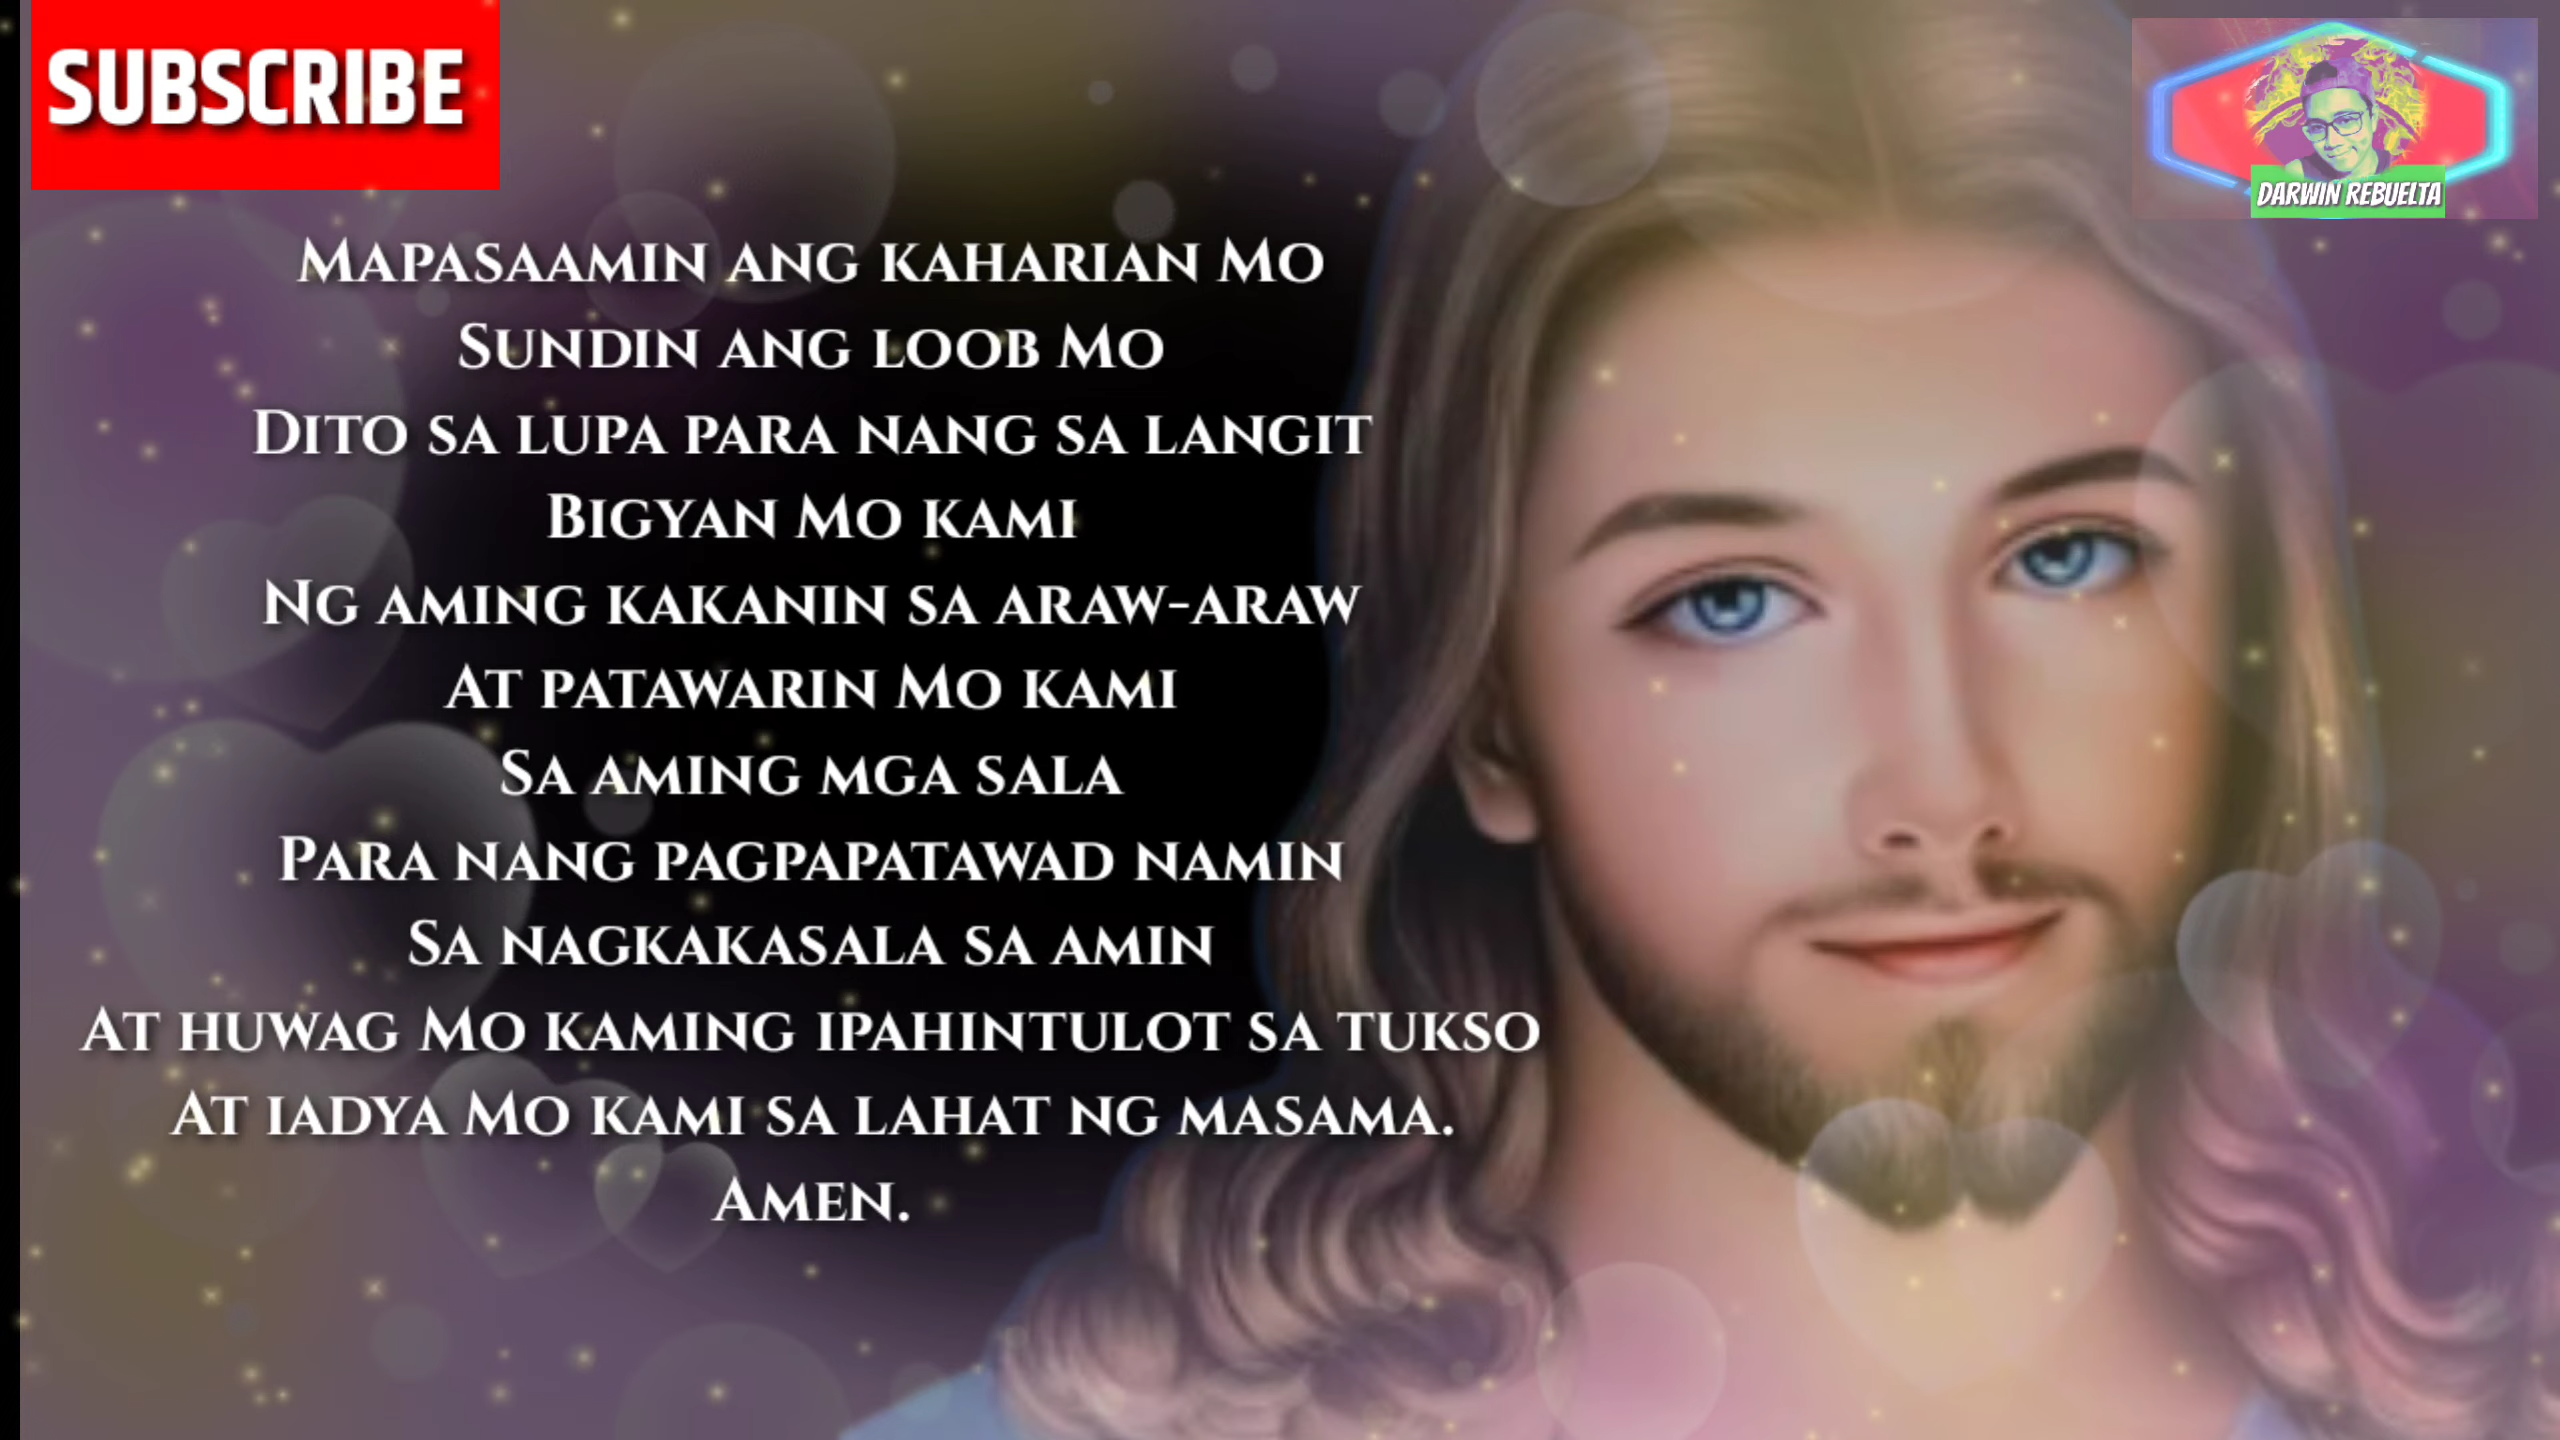 SUBSCRIBE
DARWIN REBUELTA
Mapasaamin ang kaharian Mo
Sundin ang loob Mo
Dito sa lupa para nang sa langit
Bigyan Mo kami
Ng aming kakanin sa araw-araw
At patawarin Mo kami
Sa aming mga sala
Para nang pagpapatawad namin
Sa nagkakasala sa amin
At huwag Mo kaming ipahintulot sa tukso
At iadya Mo kami sa lahat ng masama.
Amen.